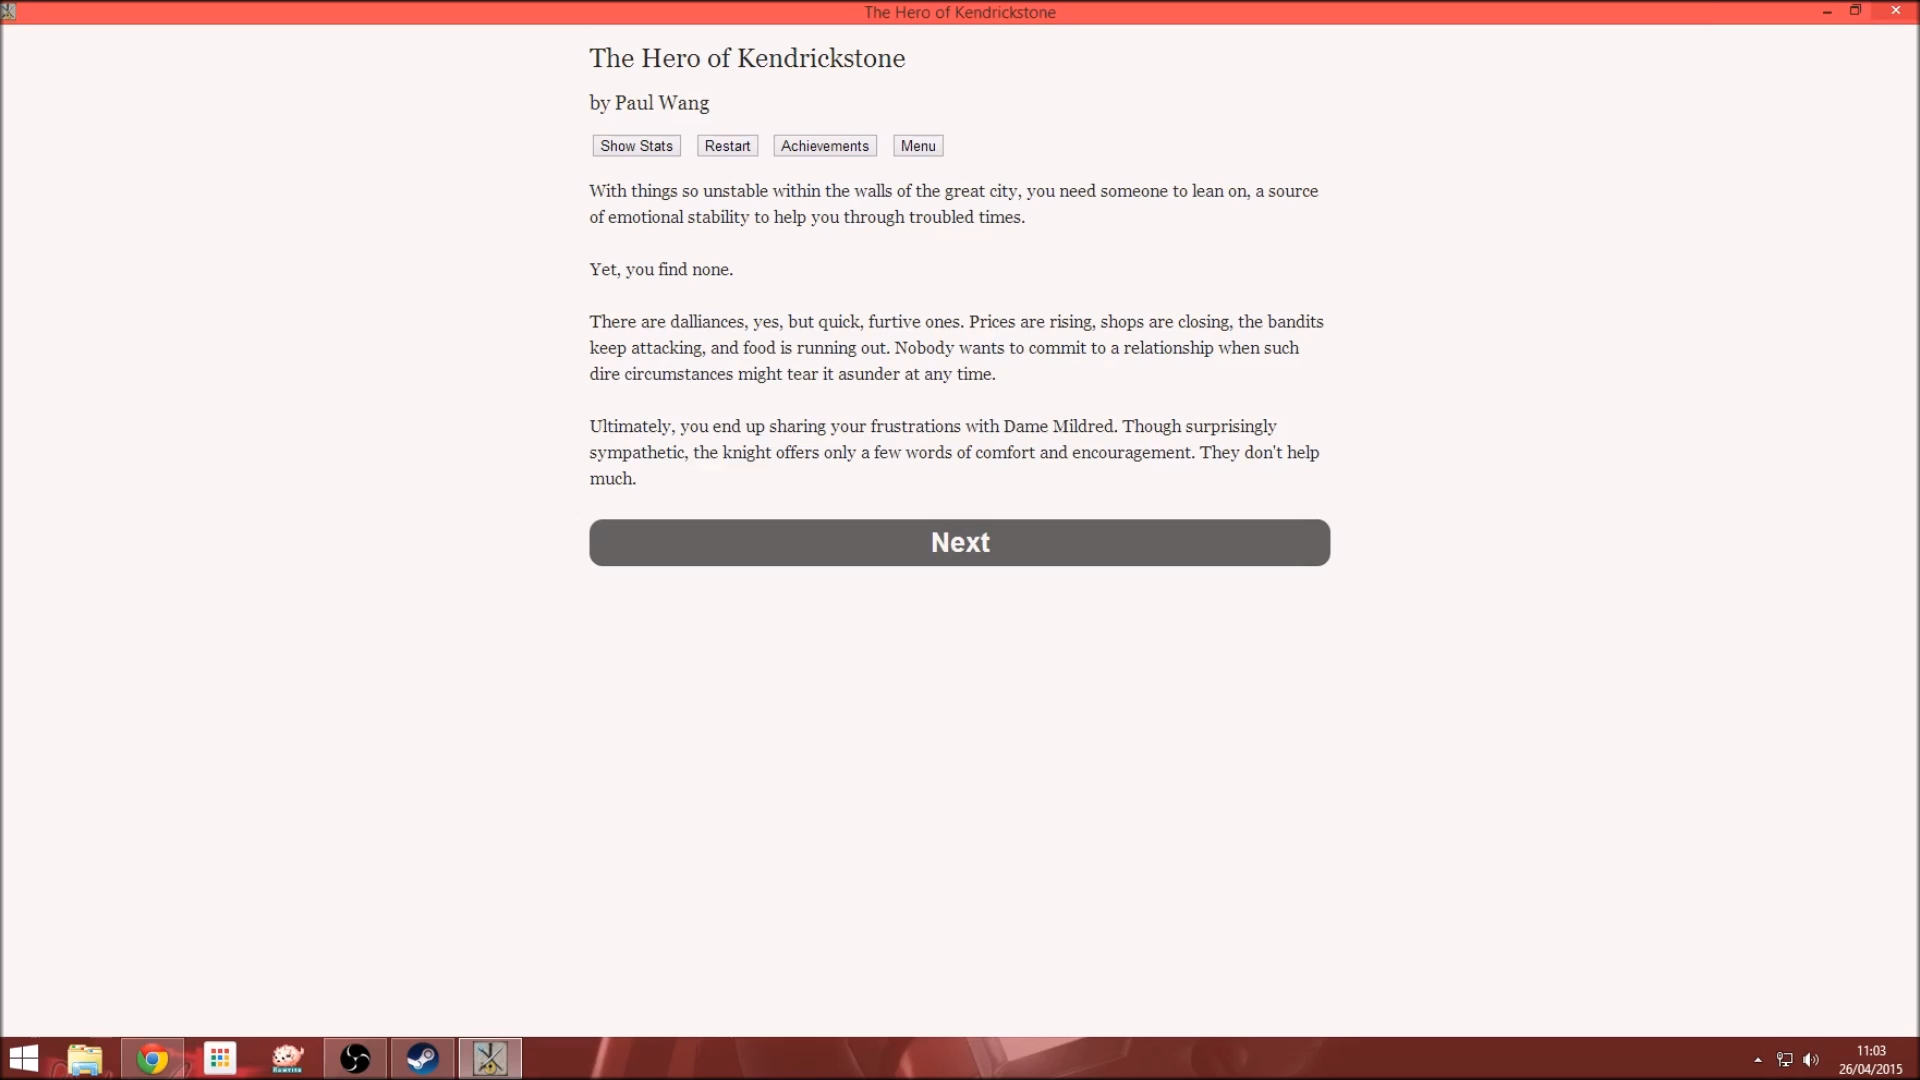 The Hero of Kendrickstone
The Hero of Kendrickstone
by Paul Wang
Show Stats Restart Achievements Menu
With things so unstable within the walls of the great city, you need someone to lean on, a source
of emotional stability to help you through troubled times.
Yet, you find none.
There are dalliances, yes, but quick, furtive ones. Prices are rising, shops are closing, the bandits
keep attacking, and food is running out. Nobody wants to commit to a relationship when such
dire circumstances might tear it asunder at any time.
Ultimately, you end up sharing your frustrations with Dame Mildred. Though surprisingly
sympathetic, the knight offers only a few words of comfort and encouragement. They don't help
much.
Next
11:03
26/04/2015